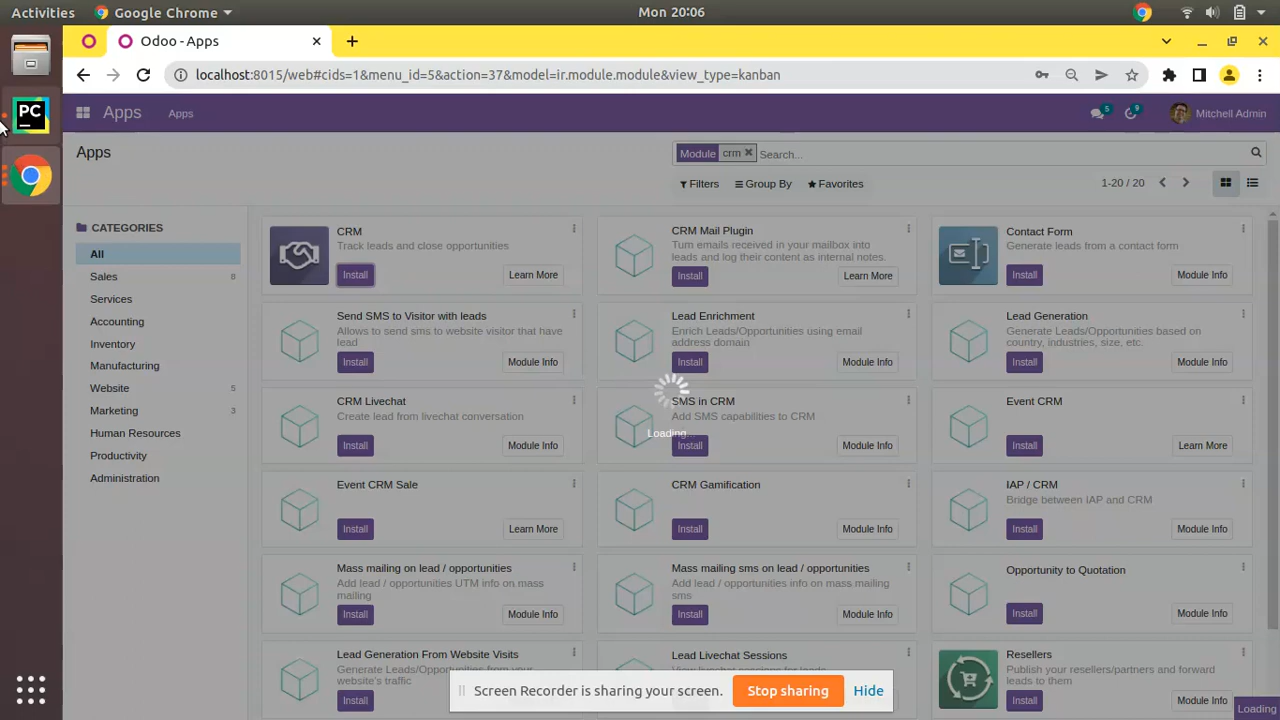 Activities
Google Chrome
Mon 20:06
Odoo - Apps
localhost:8015/web#cids=1&menu_id=5&action=37&model=ir.module.module&view_type=kanban
PC
Apps
Apps
5
9
Mitchell Admin
Apps
Module crm
Search...
Filters
Group By
Favorites
1-20 / 20
CATEGORIES
All
Sales 8
Services
Accounting
Inventory
Manufacturing
Website 5
Marketing 3
Human Resources
Productivity
Administration
CRM
Track leads and close opportunities
Install
Learn More
CRM Mail Plugin
Turn emails received in your mailbox into
leads and log their content as internal notes.
Install
Learn More
Contact Form
Generate leads from a contact form
Install
Module Info
Send SMS to Visitor with leads
Allows to send sms to website visitor that have
lead
Install
Module Info
Lead Enrichment
Enrich Leads/Opportunities using email
address domain
Install
Module Info
Lead Generation
Generate Leads/Opportunities based on
country, industries, size, etc.
Install
Module Info
CRM Livechat
Create lead from livechat conversation
Install
Module Info
SMS in CRM
Add SMS capabilities to CRM
Install
Module Info
Loading...
Event CRM
Install
Learn More
Event CRM Sale
Install
Learn More
CRM Gamification
Install
Module Info
IAP / CRM
Bridge between IAP and CRM
Install
Module Info
Mass mailing on lead / opportunities
Add lead / opportunities UTM info on mass
mailing
Install
Module Info
Mass mailing sms on lead / opportunities
Add lead / opportunities info on mass mailing
sms
Install
Module Info
Opportunity to Quotation
Install
Module Info
Lead Generation From Website Visits
Generate Leads/Opportunities from your
website's traffic
Install
Lead Livechat Sessions
Resellers
Publish your resellers/partners and forward
leads to them
Install
Module Info
Screen Recorder is sharing your screen.
Stop sharing
Hide
Loading